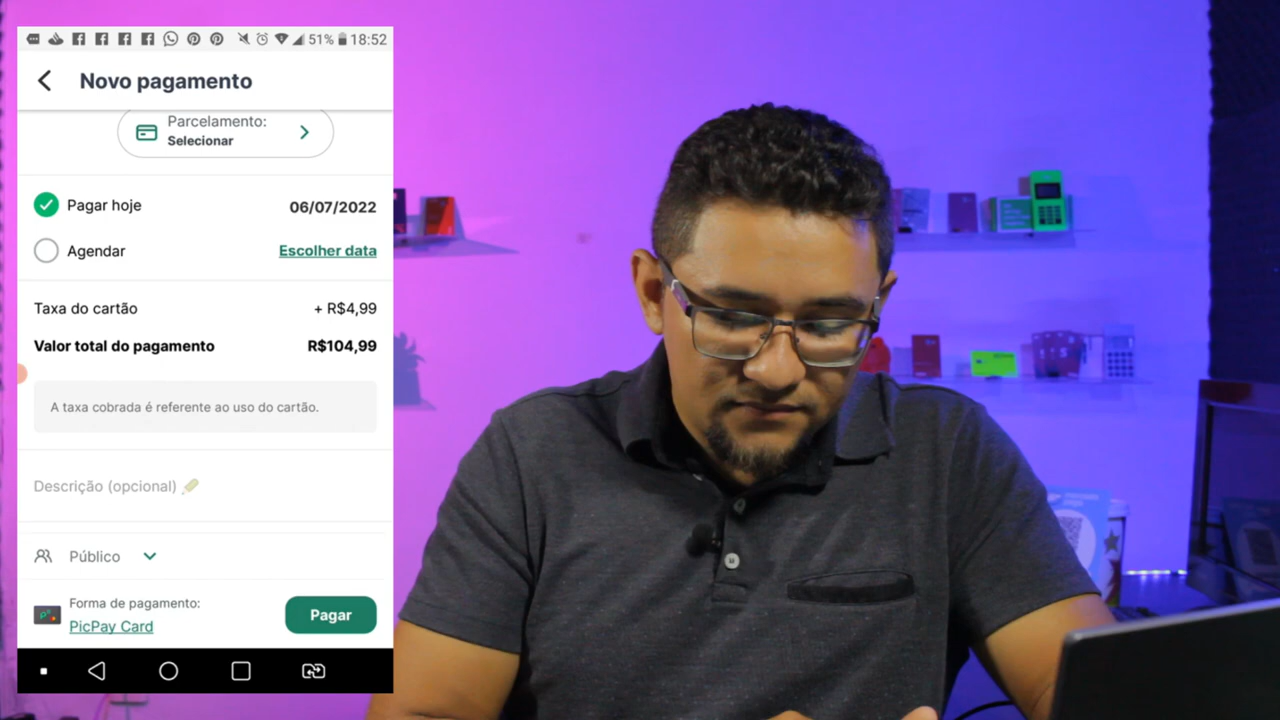 51% 18:52
Novo pagamento
Parcelamento:
Selecionar
Pagar hoje 06/07/2022
Agendar Escolher data
Taxa do cartão + R$4,99
Valor total do pagamento R$104,99
A taxa cobrada é referente ao uso do cartão.
Descrição (opcional)
Público
Forma de pagamento:
PicPay Card
Pagar